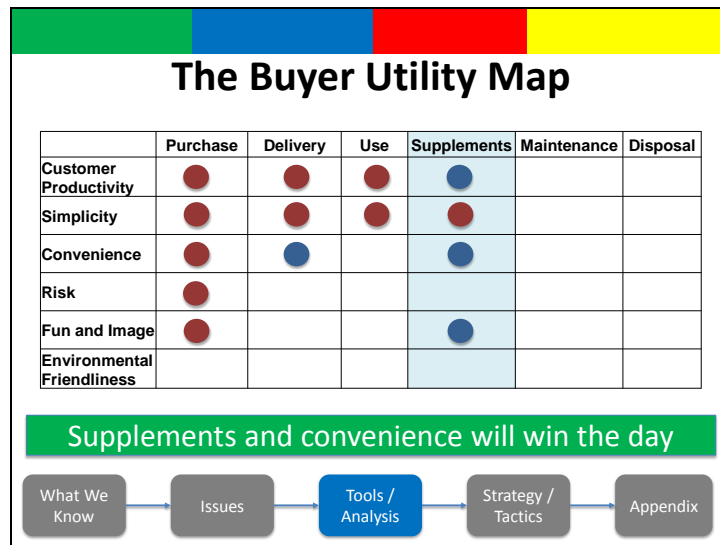 The Buyer Utility Map
Purchase Delivery Use Supplements Maintenance Disposal
Customer
Productivity
Simplicity
Convenience
Risk
Fun and Image
Environmental
Friendliness
Supplements and convenience will win the day
What We
Know
Issues
Tools /
Analysis
Strategy /
Tactics
Appendix